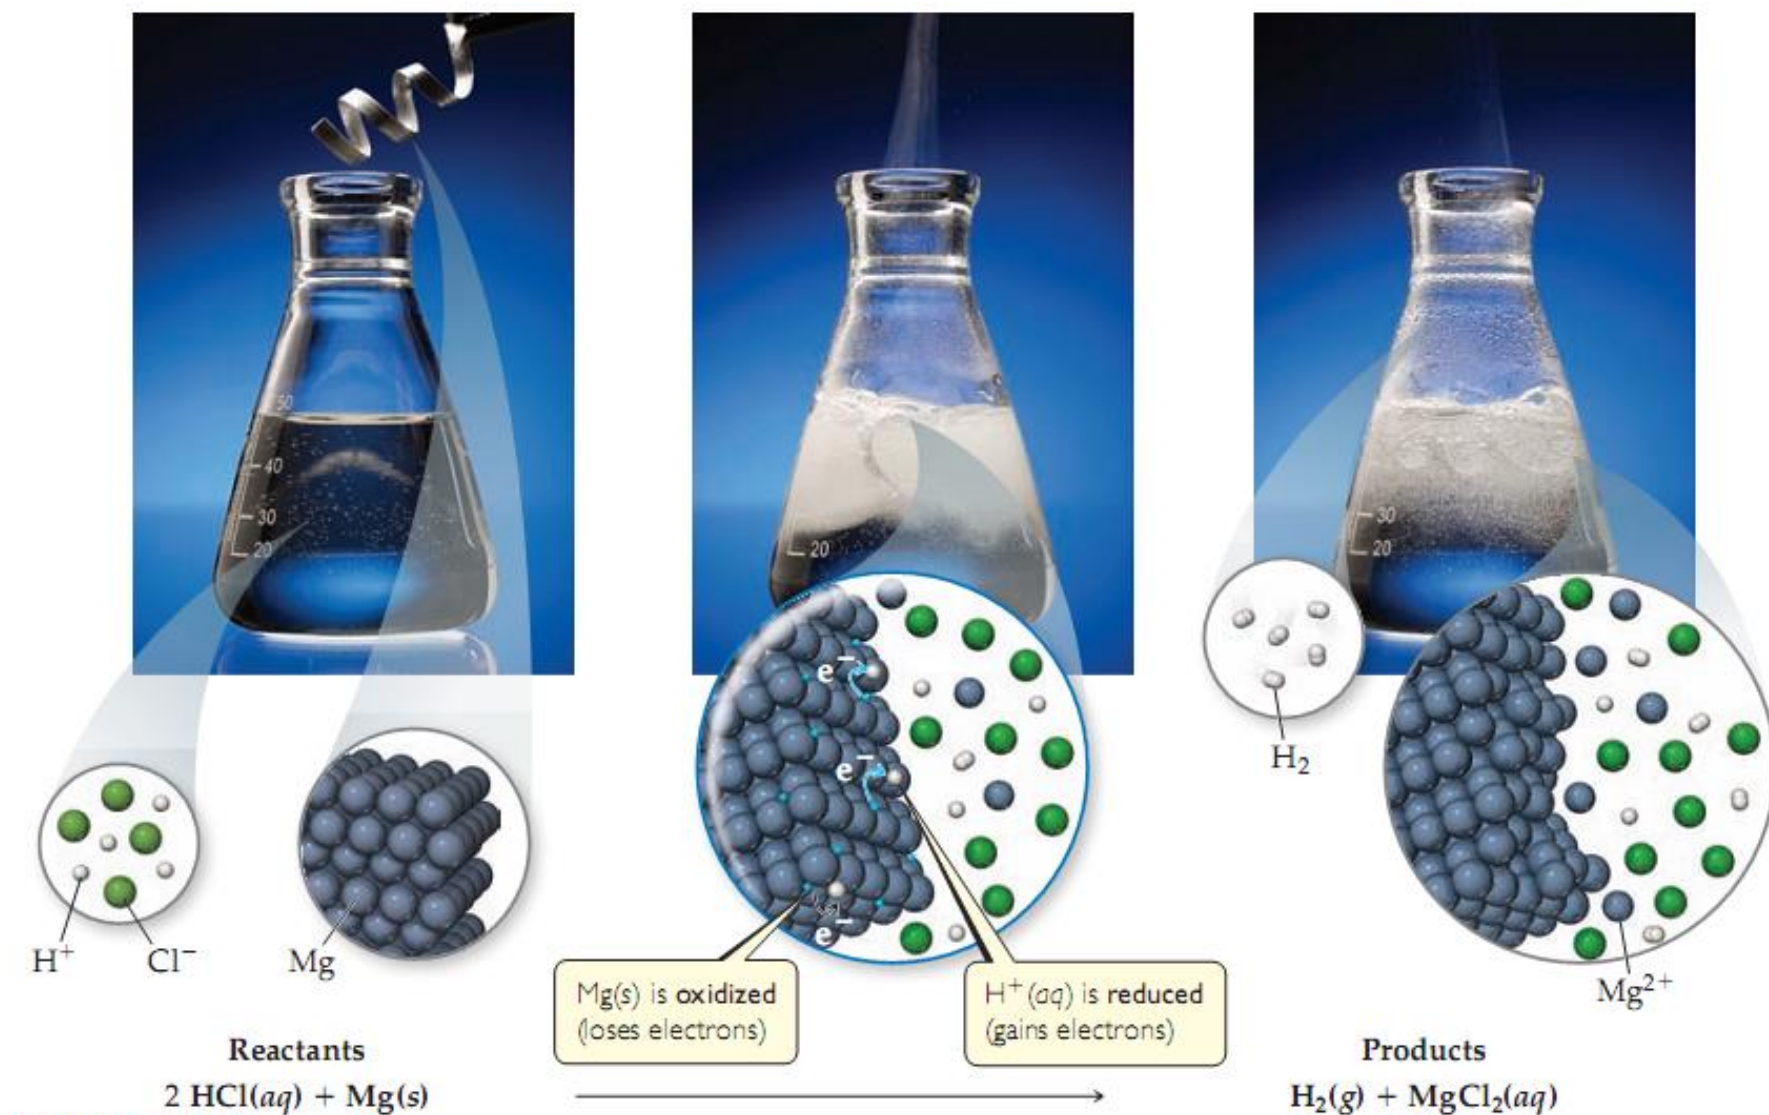 50
40
30
20
20
30
20
e⁻
e⁻
e⁻
H₂
H⁺
Cl⁻
Mg
Mg²⁺
Mg(s) is oxidized
(loses electrons)
H⁺(aq) is reduced
(gains electrons)
Reactants
2 HCl(aq) + Mg(s)
Products
H₂(g) + MgCl₂(aq)